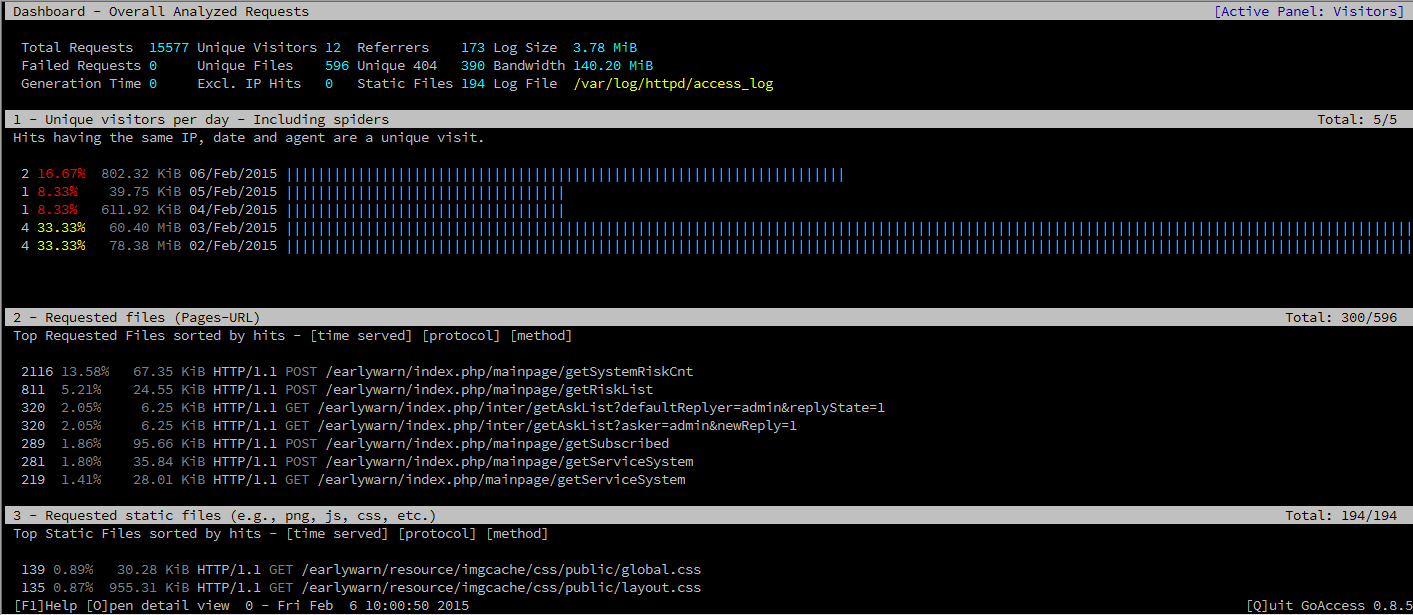 Dashboard - Overall Analyzed Requests [Active Panel: Visitors]
Total Requests 15577 Unique Visitors 12 Referrers 173 Log Size 3.78 MiB
Failed Requests 0 Unique Files 596 Unique 404 390 Bandwidth 140.20 MiB
Generation Time 0 Excl. IP Hits 0 Static Files 194 Log File /var/log/httpd/access_log
1 - Unique visitors per day - Including spiders Total: 5/5
Hits having the same IP, date and agent are a unique visit.
2 16.67% 802.32 KiB 06/Feb/2015
1 8.33% 39.75 KiB 05/Feb/2015
1 8.33% 611.92 KiB 04/Feb/2015
4 33.33% 60.40 MiB 03/Feb/2015
4 33.33% 78.38 MiB 02/Feb/2015
2 - Requested files (Pages-URL) Total: 300/596
Top Requested Files sorted by hits - [time served] [protocol] [method]
2116 13.58% 67.35 KiB HTTP/1.1 POST /earlywarn/index.php/mainpage/getSystemRiskCnt
811 5.21% 24.55 KiB HTTP/1.1 POST /earlywarn/index.php/mainpage/getRiskList
320 2.05% 6.25 KiB HTTP/1.1 GET /earlywarn/index.php/inter/getAskList?defaultReplyer=admin&replyState=1
320 2.05% 6.25 KiB HTTP/1.1 GET /earlywarn/index.php/inter/getAskList?asker=admin&newReply=1
289 1.86% 95.66 KiB HTTP/1.1 POST /earlywarn/index.php/mainpage/getSubscribed
281 1.80% 35.84 KiB HTTP/1.1 POST /earlywarn/index.php/mainpage/getServiceSystem
219 1.41% 28.01 KiB HTTP/1.1 GET /earlywarn/index.php/mainpage/getServiceSystem
3 - Requested static files (e.g., png, js, css, etc.) Total: 194/194
Top Static Files sorted by hits - [time served] [protocol] [method]
139 0.89% 30.28 KiB HTTP/1.1 GET /earlywarn/resource/imgcache/css/public/global.css
135 0.87% 955.31 KiB HTTP/1.1 GET /earlywarn/resource/imgcache/css/public/layout.css
[F1]Help [O]pen detail view 0 - Fri Feb 6 10:00:50 2015 [Q]uit GoAccess 0.8.5